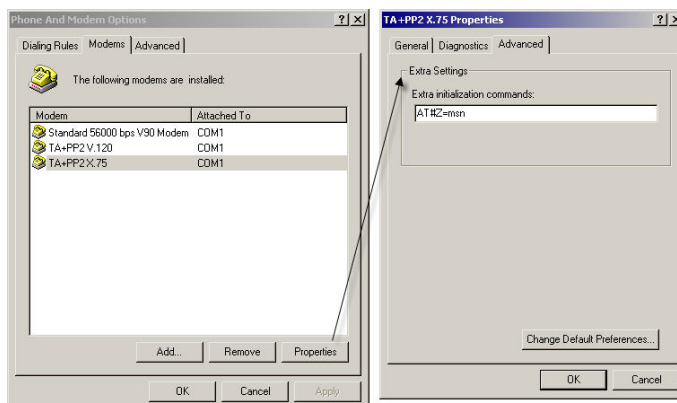 Phone And Modem Options
Dialing Rules Modems Advanced
The following modems are installed:
Modem Attached To
Standard 56000 bps V90 Modem COM1
TA+PP2 V.120 COM1
TA+PP2 X.75 COM1
Add... Remove Properties
OK Cancel Apply
TA+PP2 X.75 Properties
General Diagnostics Advanced
Extra Settings
Extra initialization commands:
AT#Z=msn
Change Default Preferences...
OK Cancel